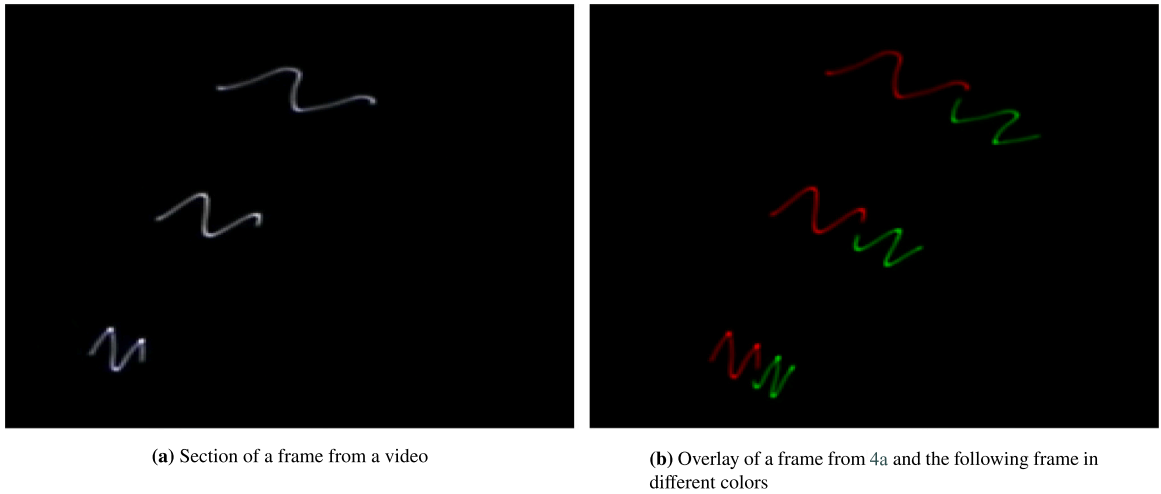 (a) Section of a frame from a video
(b) Overlay of a frame from 4a and the following frame in
different colors